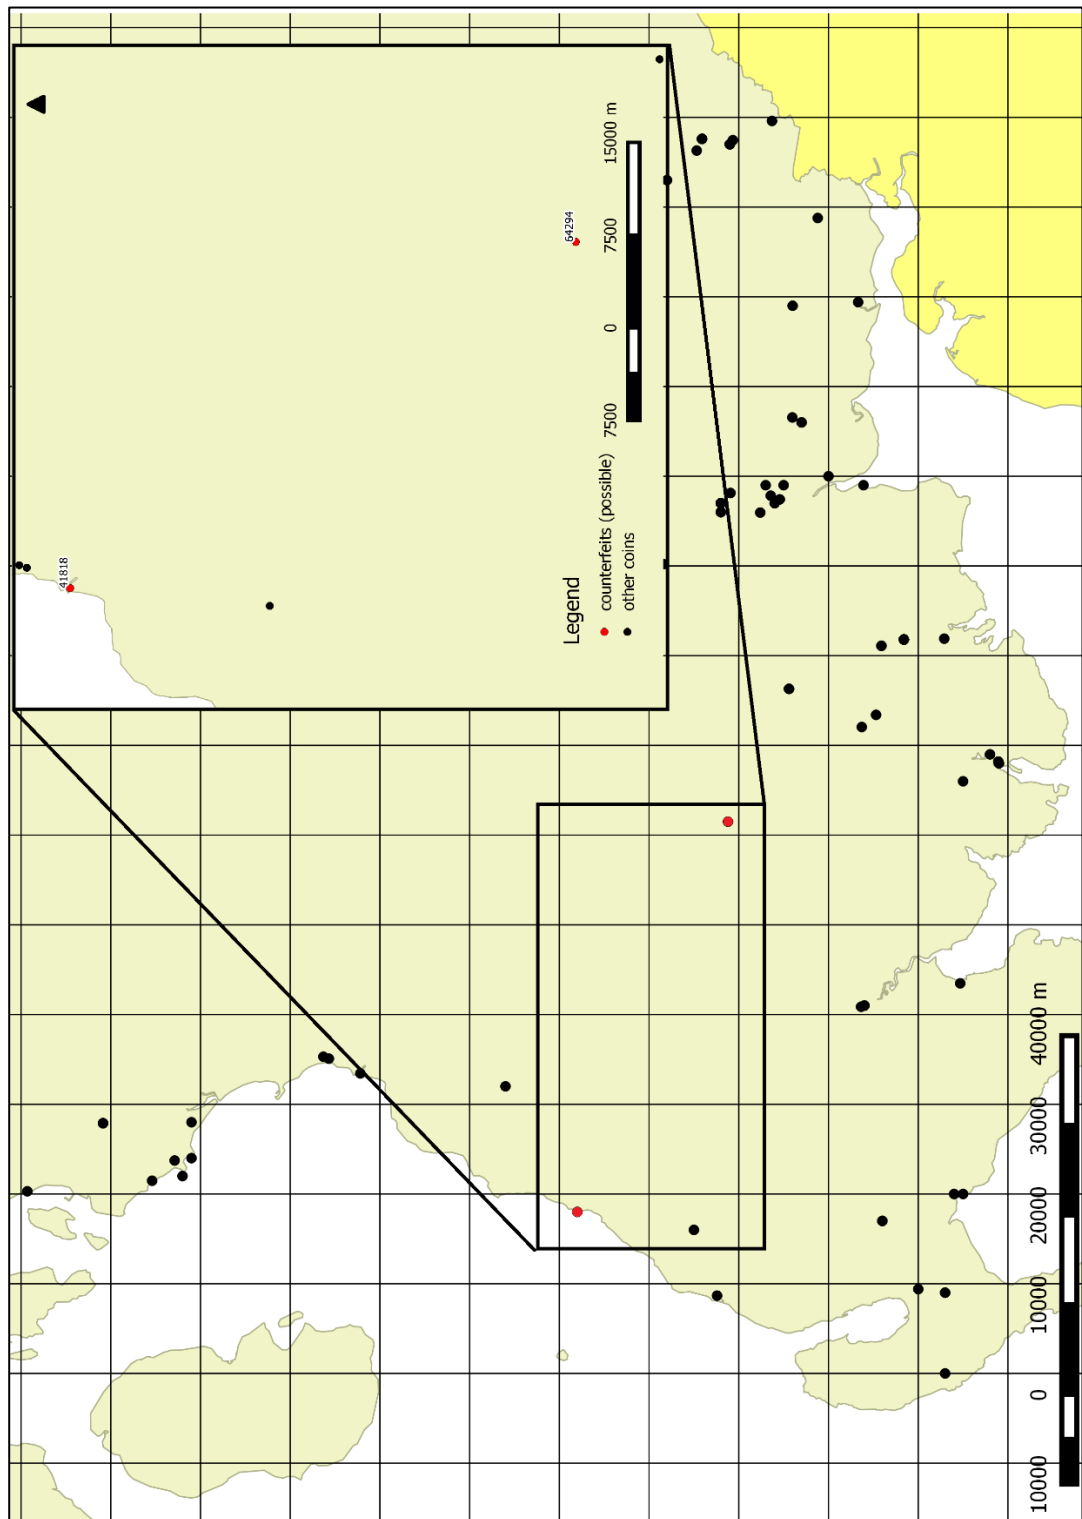 41818
64294
Legend
counterfeits (possible)
other coins
7500 0 7500 15000 m
10000 0 10000 20000 30000 40000 m